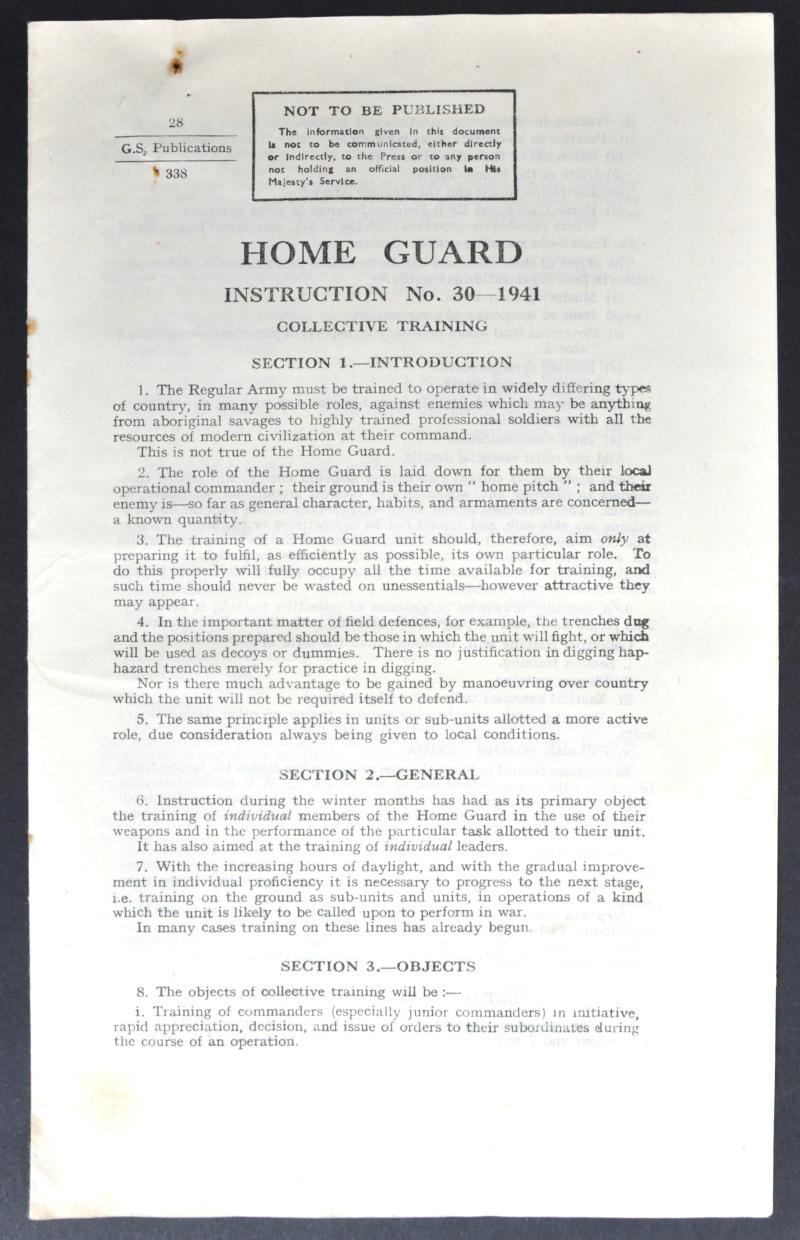 28
G.S. Publications
338
NOT TO BE PUBLISHED
The information given in this document
is not to be communicated, either directly
or indirectly, to the Press or to any person
not holding an official position in His
Majesty's Service.
HOME GUARD
INSTRUCTION No. 30—1941
COLLECTIVE TRAINING
SECTION 1.—INTRODUCTION
1. The Regular Army must be trained to operate in widely differing types
of country, in many possible roles, against enemies which may be anything
from aboriginal savages to highly trained professional soldiers with all the
resources of modern civilization at their command.
This is not true of the Home Guard.
2. The role of the Home Guard is laid down for them by their local
operational commander ; their ground is their own " home pitch " ; and their
enemy is—so far as general character, habits, and armaments are concerned—
a known quantity.
3. The training of a Home Guard unit should, therefore, aim only at
preparing it to fulfil, as efficiently as possible, its own particular role. To
do this properly will fully occupy all the time available for training, and
such time should never be wasted on unessentials—however attractive they
may appear.
4. In the important matter of field defences, for example, the trenches dug
and the positions prepared should be those in which the unit will fight, or which
will be used as decoys or dummies. There is no justification in digging hap-
hazard trenches merely for practice in digging.
Nor is there much advantage to be gained by manoeuvring over country
which the unit will not be required itself to defend.
5. The same principle applies in units or sub-units allotted a more active
role, due consideration always being given to local conditions.
SECTION 2.—GENERAL
6. Instruction during the winter months has had as its primary object
the training of individual members of the Home Guard in the use of their
weapons and in the performance of the particular task allotted to their unit.
It has also aimed at the training of individual leaders.
7. With the increasing hours of daylight, and with the gradual improve-
ment in individual proficiency it is necessary to progress to the next stage,
i.e. training on the ground as sub-units and units, in operations of a kind
which the unit is likely to be called upon to perform in war.
In many cases training on these lines has already begun.
SECTION 3.—OBJECTS
8. The objects of collective training will be :—
i. Training of commanders (especially junior commanders) in initiative,
rapid appreciation, decision, and issue of orders to their subordinates during
the course of an operation.